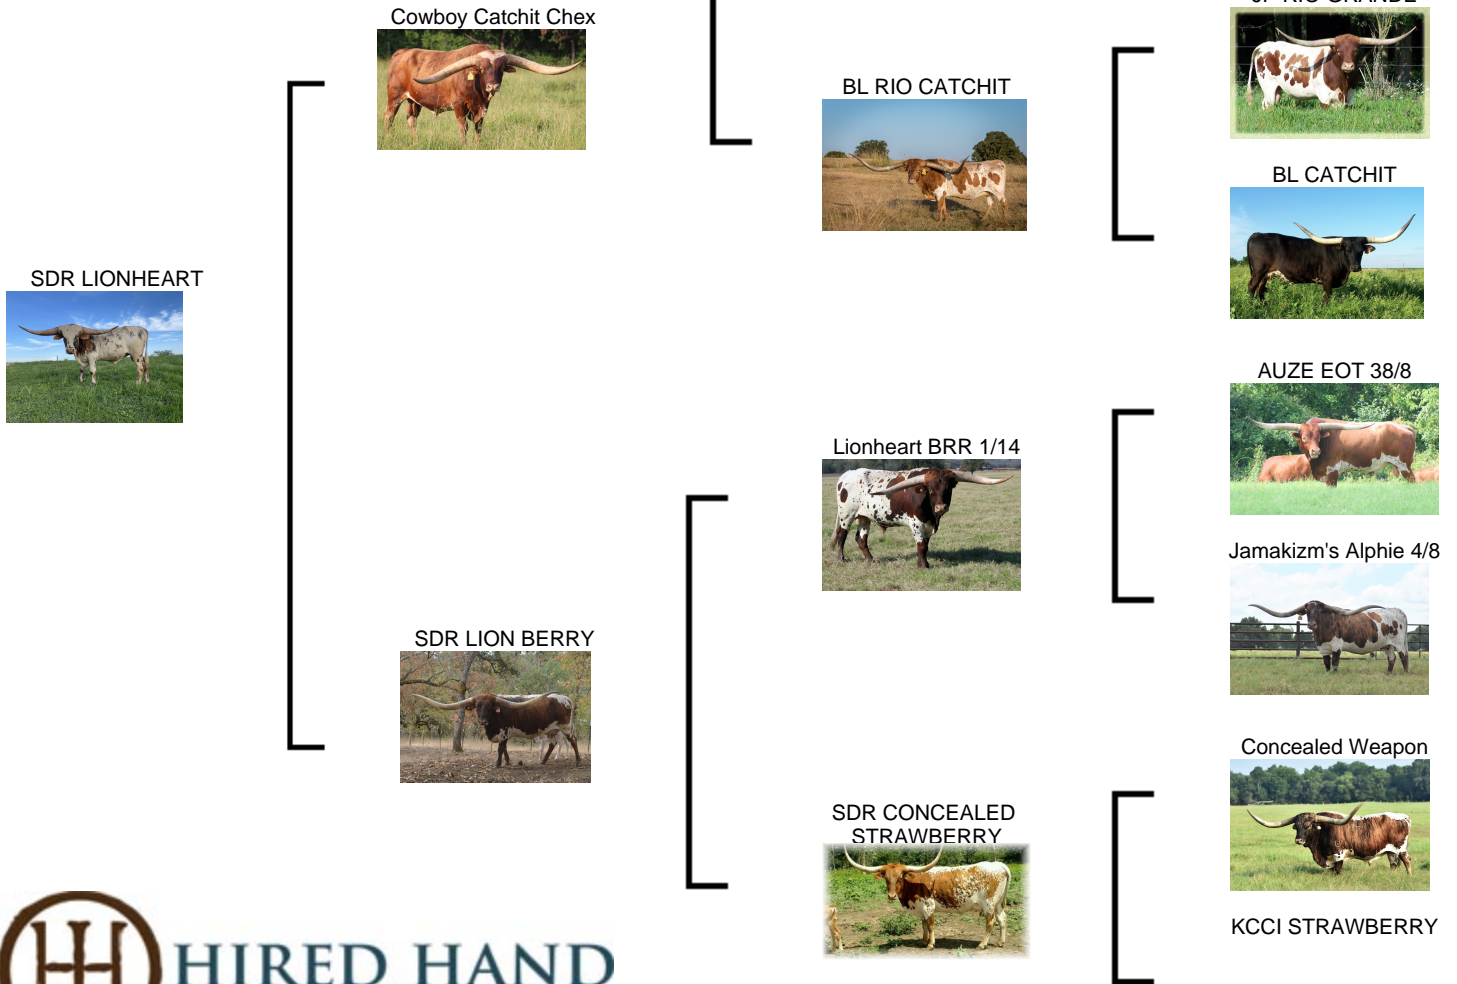 Cowboy Catchit Chex
BL RIO CATCHIT
BL CATCHIT
SDR LIONHEART
AUZE EOT 38/8
Lionheart BRR 1/14
Jamakizm's Alphie 4/8
SDR LION BERRY
Concealed Weapon
SDR CONCEALED
STRAWBERRY
KCCI STRAWBERRY
HIRED HAND